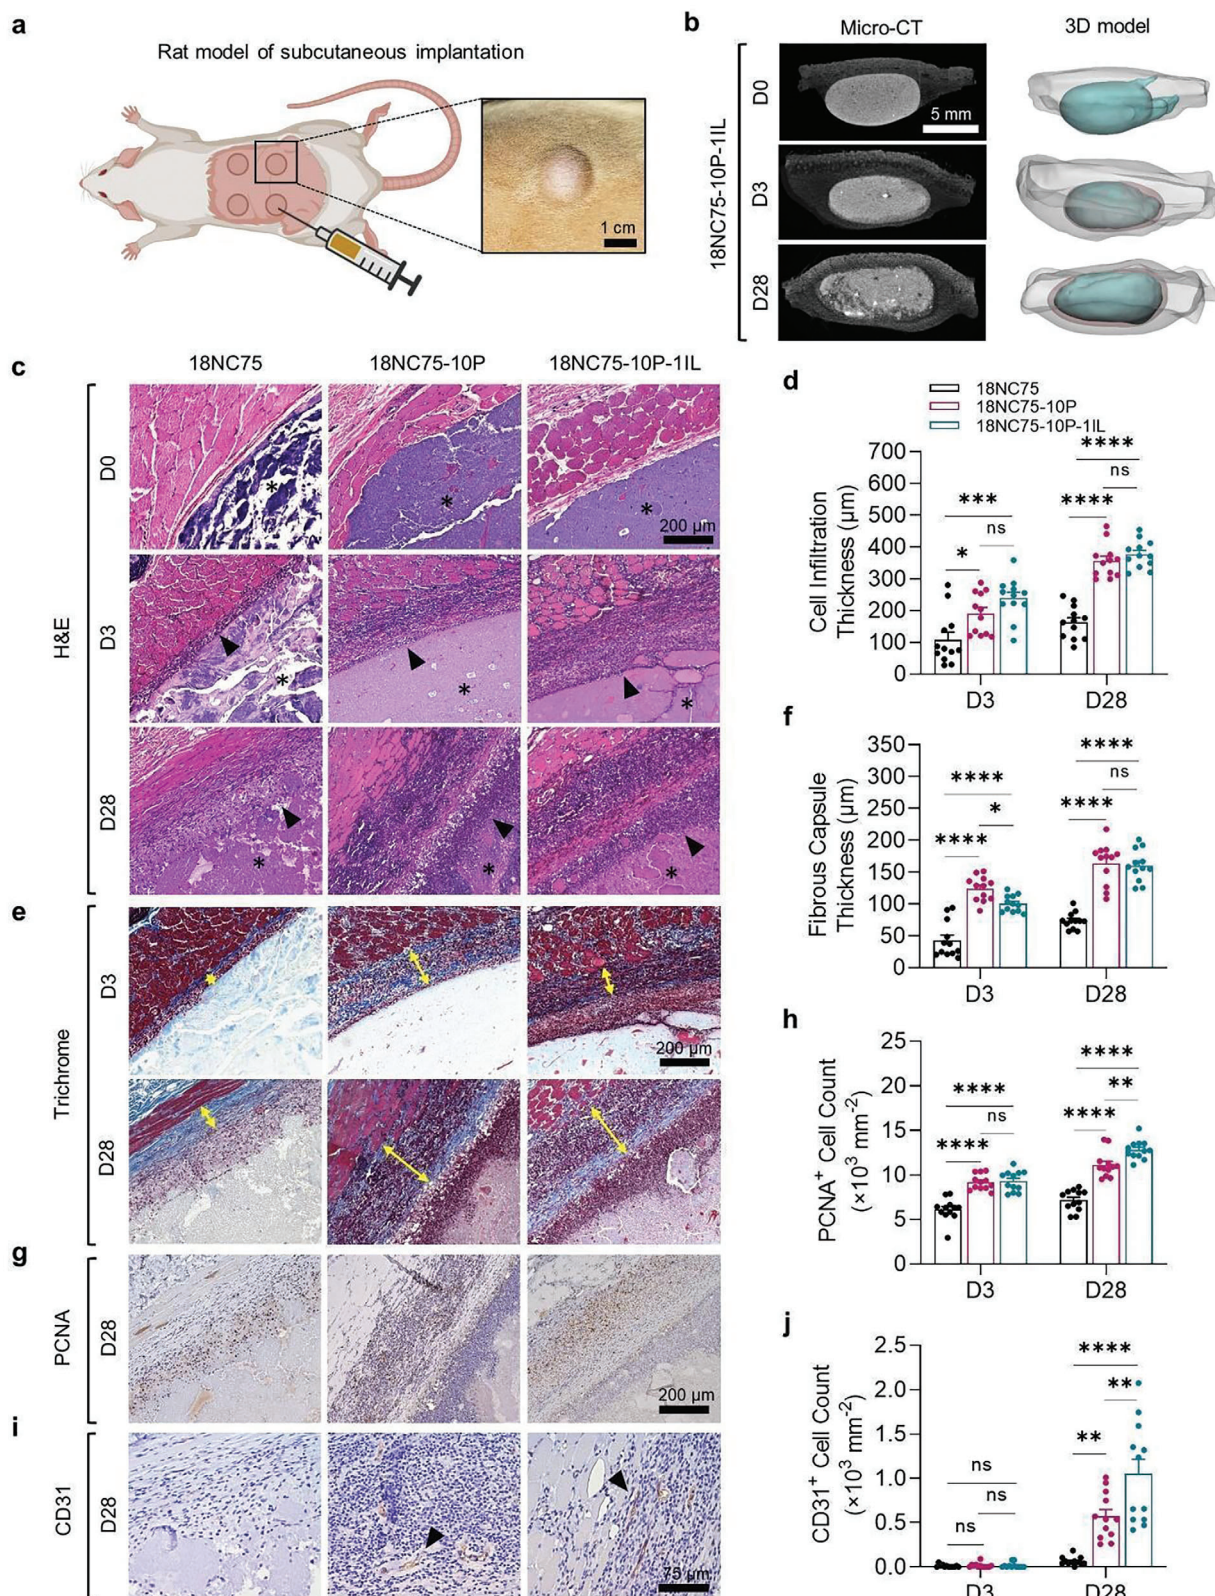 a
Rat model of subcutaneous implantation
1 cm
b
Micro-CT
3D model
18NC75-10P-1IL
D0
5 mm
D3
D28
c
18NC75
18NC75-10P
18NC75-10P-1IL
H&E
D0
*
*
*
200 µm
D3
*
*
*
D28
*
*
*
d
18NC75
18NC75-10P
18NC75-10P-1IL
Cell Infiltration
Thickness (µm)
700
600
500
400
300
200
100
0
***
*
ns
****
ns
****
D3
D28
e
Trichrome
D3
200 µm
D28
f
Fibrous Capsule
Thickness (µm)
350
300
250
200
150
100
50
0
****
*
****
****
ns
****
D3
D28
g
PCNA
D28
200 µm
h
PCNA+ Cell Count
(×10³ mm⁻²)
25
20
15
10
5
0
****
ns
****
****
**
****
D3
D28
i
CD31
D28
75 µm
j
CD31+ Cell Count
(×10³ mm⁻²)
2.5
2.0
1.5
1.0
0.5
0.0
ns
ns
ns
****
**
**
D3
D28